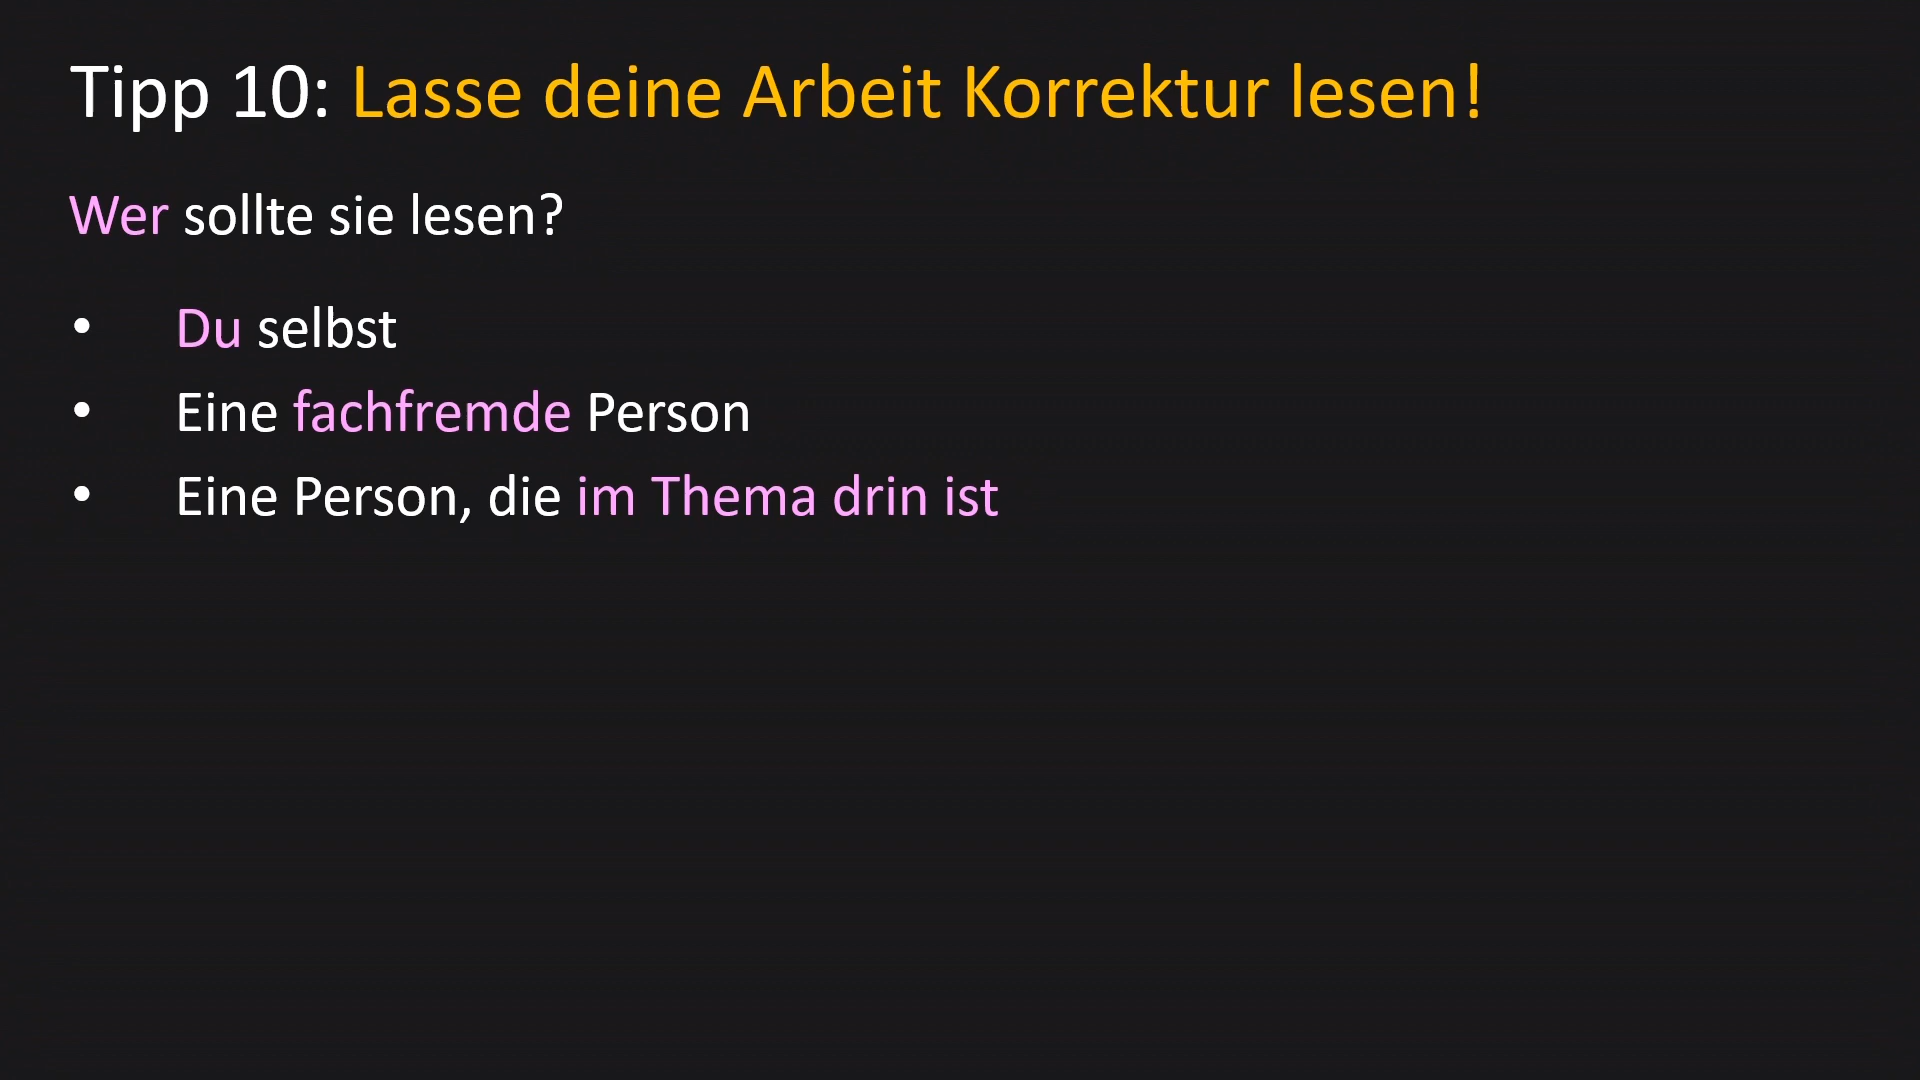 Tipp 10: Lasse deine Arbeit Korrektur lesen!
Wer sollte sie lesen?
• Du selbst
• Eine fachfremde Person
• Eine Person, die im Thema drin ist